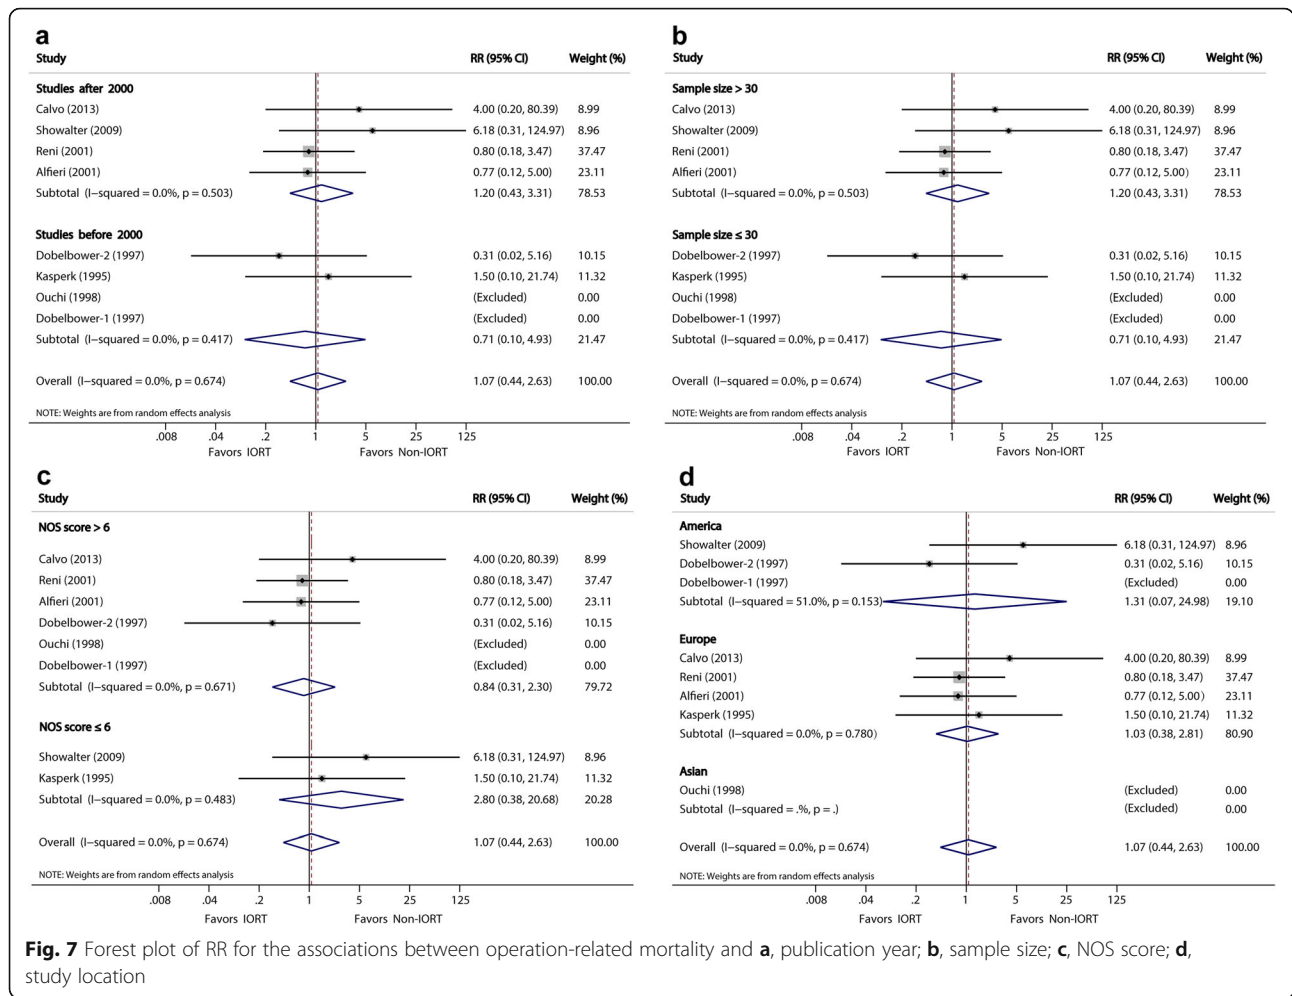 a
Study RR (95% CI) Weight (%)
Studies after 2000
Calvo (2013) 4.00 (0.20, 80.39) 8.99
Showalter (2009) 6.18 (0.31, 124.97) 8.96
Reni (2001) 0.80 (0.18, 3.47) 37.47
Alfieri (2001) 0.77 (0.12, 5.00) 23.11
Subtotal (I−squared = 0.0%, p = 0.503) 1.20 (0.43, 3.31) 78.53
Studies before 2000
Dobelbower-2 (1997) 0.31 (0.02, 5.16) 10.15
Kasperk (1995) 1.50 (0.10, 21.74) 11.32
Ouchi (1998) (Excluded) 0.00
Dobelbower-1 (1997) (Excluded) 0.00
Subtotal (I−squared = 0.0%, p = 0.417) 0.71 (0.10, 4.93) 21.47
Overall (I−squared = 0.0%, p = 0.674) 1.07 (0.44, 2.63) 100.00
NOTE: Weights are from random effects analysis
.008 .04 .2 1 5 25 125
Favors IORT Favors Non-IORT
b
Study RR (95% CI) Weight (%)
Sample size > 30
Calvo (2013) 4.00 (0.20, 80.39) 8.99
Showalter (2009) 6.18 (0.31, 124.97) 8.96
Reni (2001) 0.80 (0.18, 3.47) 37.47
Alfieri (2001) 0.77 (0.12, 5.00) 23.11
Subtotal (I−squared = 0.0%, p = 0.503) 1.20 (0.43, 3.31) 78.53
Sample size ≤ 30
Dobelbower-2 (1997) 0.31 (0.02, 5.16) 10.15
Kasperk (1995) 1.50 (0.10, 21.74) 11.32
Ouchi (1998) (Excluded) 0.00
Dobelbower-1 (1997) (Excluded) 0.00
Subtotal (I−squared = 0.0%, p = 0.417) 0.71 (0.10, 4.93) 21.47
Overall (I−squared = 0.0%, p = 0.674) 1.07 (0.44, 2.63) 100.00
NOTE: Weights are from random effects analysis
.008 .04 .2 1 5 25 125
Favors IORT Favors Non-IORT
c
Study RR (95% CI) Weight (%)
NOS score > 6
Calvo (2013) 4.00 (0.20, 80.39) 8.99
Reni (2001) 0.80 (0.18, 3.47) 37.47
Alfieri (2001) 0.77 (0.12, 5.00) 23.11
Dobelbower-2 (1997) 0.31 (0.02, 5.16) 10.15
Ouchi (1998) (Excluded) 0.00
Dobelbower-1 (1997) (Excluded) 0.00
Subtotal (I−squared = 0.0%, p = 0.671) 0.84 (0.31, 2.30) 79.72
NOS score ≤ 6
Showalter (2009) 6.18 (0.31, 124.97) 8.96
Kasperk (1995) 1.50 (0.10, 21.74) 11.32
Subtotal (I−squared = 0.0%, p = 0.483) 2.80 (0.38, 20.68) 20.28
Overall (I−squared = 0.0%, p = 0.674) 1.07 (0.44, 2.63) 100.00
NOTE: Weights are from random effects analysis
.008 .04 .2 1 5 25 125
Favors IORT Favors Non-IORT
d
Study RR (95% CI) Weight (%)
America
Showalter (2009) 6.18 (0.31, 124.97) 8.96
Dobelbower-2 (1997) 0.31 (0.02, 5.16) 10.15
Dobelbower-1 (1997) (Excluded) 0.00
Subtotal (I−squared = 51.0%, p = 0.153) 1.31 (0.07, 24.98) 19.10
Europe
Calvo (2013) 4.00 (0.20, 80.39) 8.99
Reni (2001) 0.80 (0.18, 3.47) 37.47
Alfieri (2001) 0.77 (0.12, 5.00) 23.11
Kasperk (1995) 1.50 (0.10, 21.74) 11.32
Subtotal (I−squared = 0.0%, p = 0.780) 1.03 (0.38, 2.81) 80.90
Asian
Ouchi (1998) (Excluded) 0.00
Subtotal (I−squared = .%, p = .) (Excluded) 0.00
Overall (I−squared = 0.0%, p = 0.674) 1.07 (0.44, 2.63) 100.00
NOTE: Weights are from random effects analysis
.008 .04 .2 1 5 25 125
Favors IORT Favors Non-IORT
Fig. 7 Forest plot of RR for the associations between operation-related mortality and a, publication year; b, sample size; c, NOS score; d,
study location